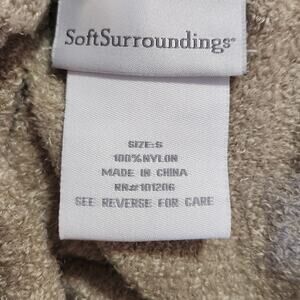 SoftSurroundings®
SIZE:S
100%NYLON
MADE IN CHINA
RN#101206
SEE REVERSE FOR CARE